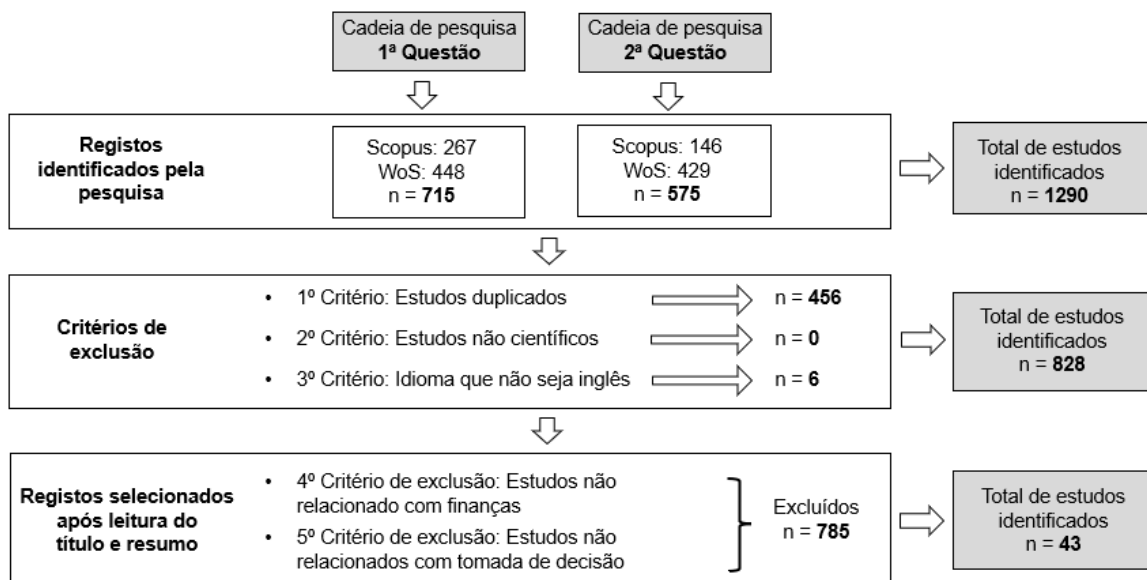 Cadeia de pesquisa
1ª Questão
Cadeia de pesquisa
2ª Questão
Registos
identificados pela
pesquisa
Scopus: 267
WoS: 448
n = 715
Scopus: 146
WoS: 429
n = 575
Total de estudos
identificados
n = 1290
Critérios de
exclusão
• 1º Critério: Estudos duplicados
n = 456
• 2º Critério: Estudos não científicos
n = 0
• 3º Critério: Idioma que não seja inglês
n = 6
Total de estudos
identificados
n = 828
Registos selecionados
após leitura do
título e resumo
• 4º Critério de exclusão: Estudos não
relacionado com finanças
• 5º Critério de exclusão: Estudos não
relacionados com tomada de decisão
Excluídos
n = 785
Total de estudos
identificados
n = 43